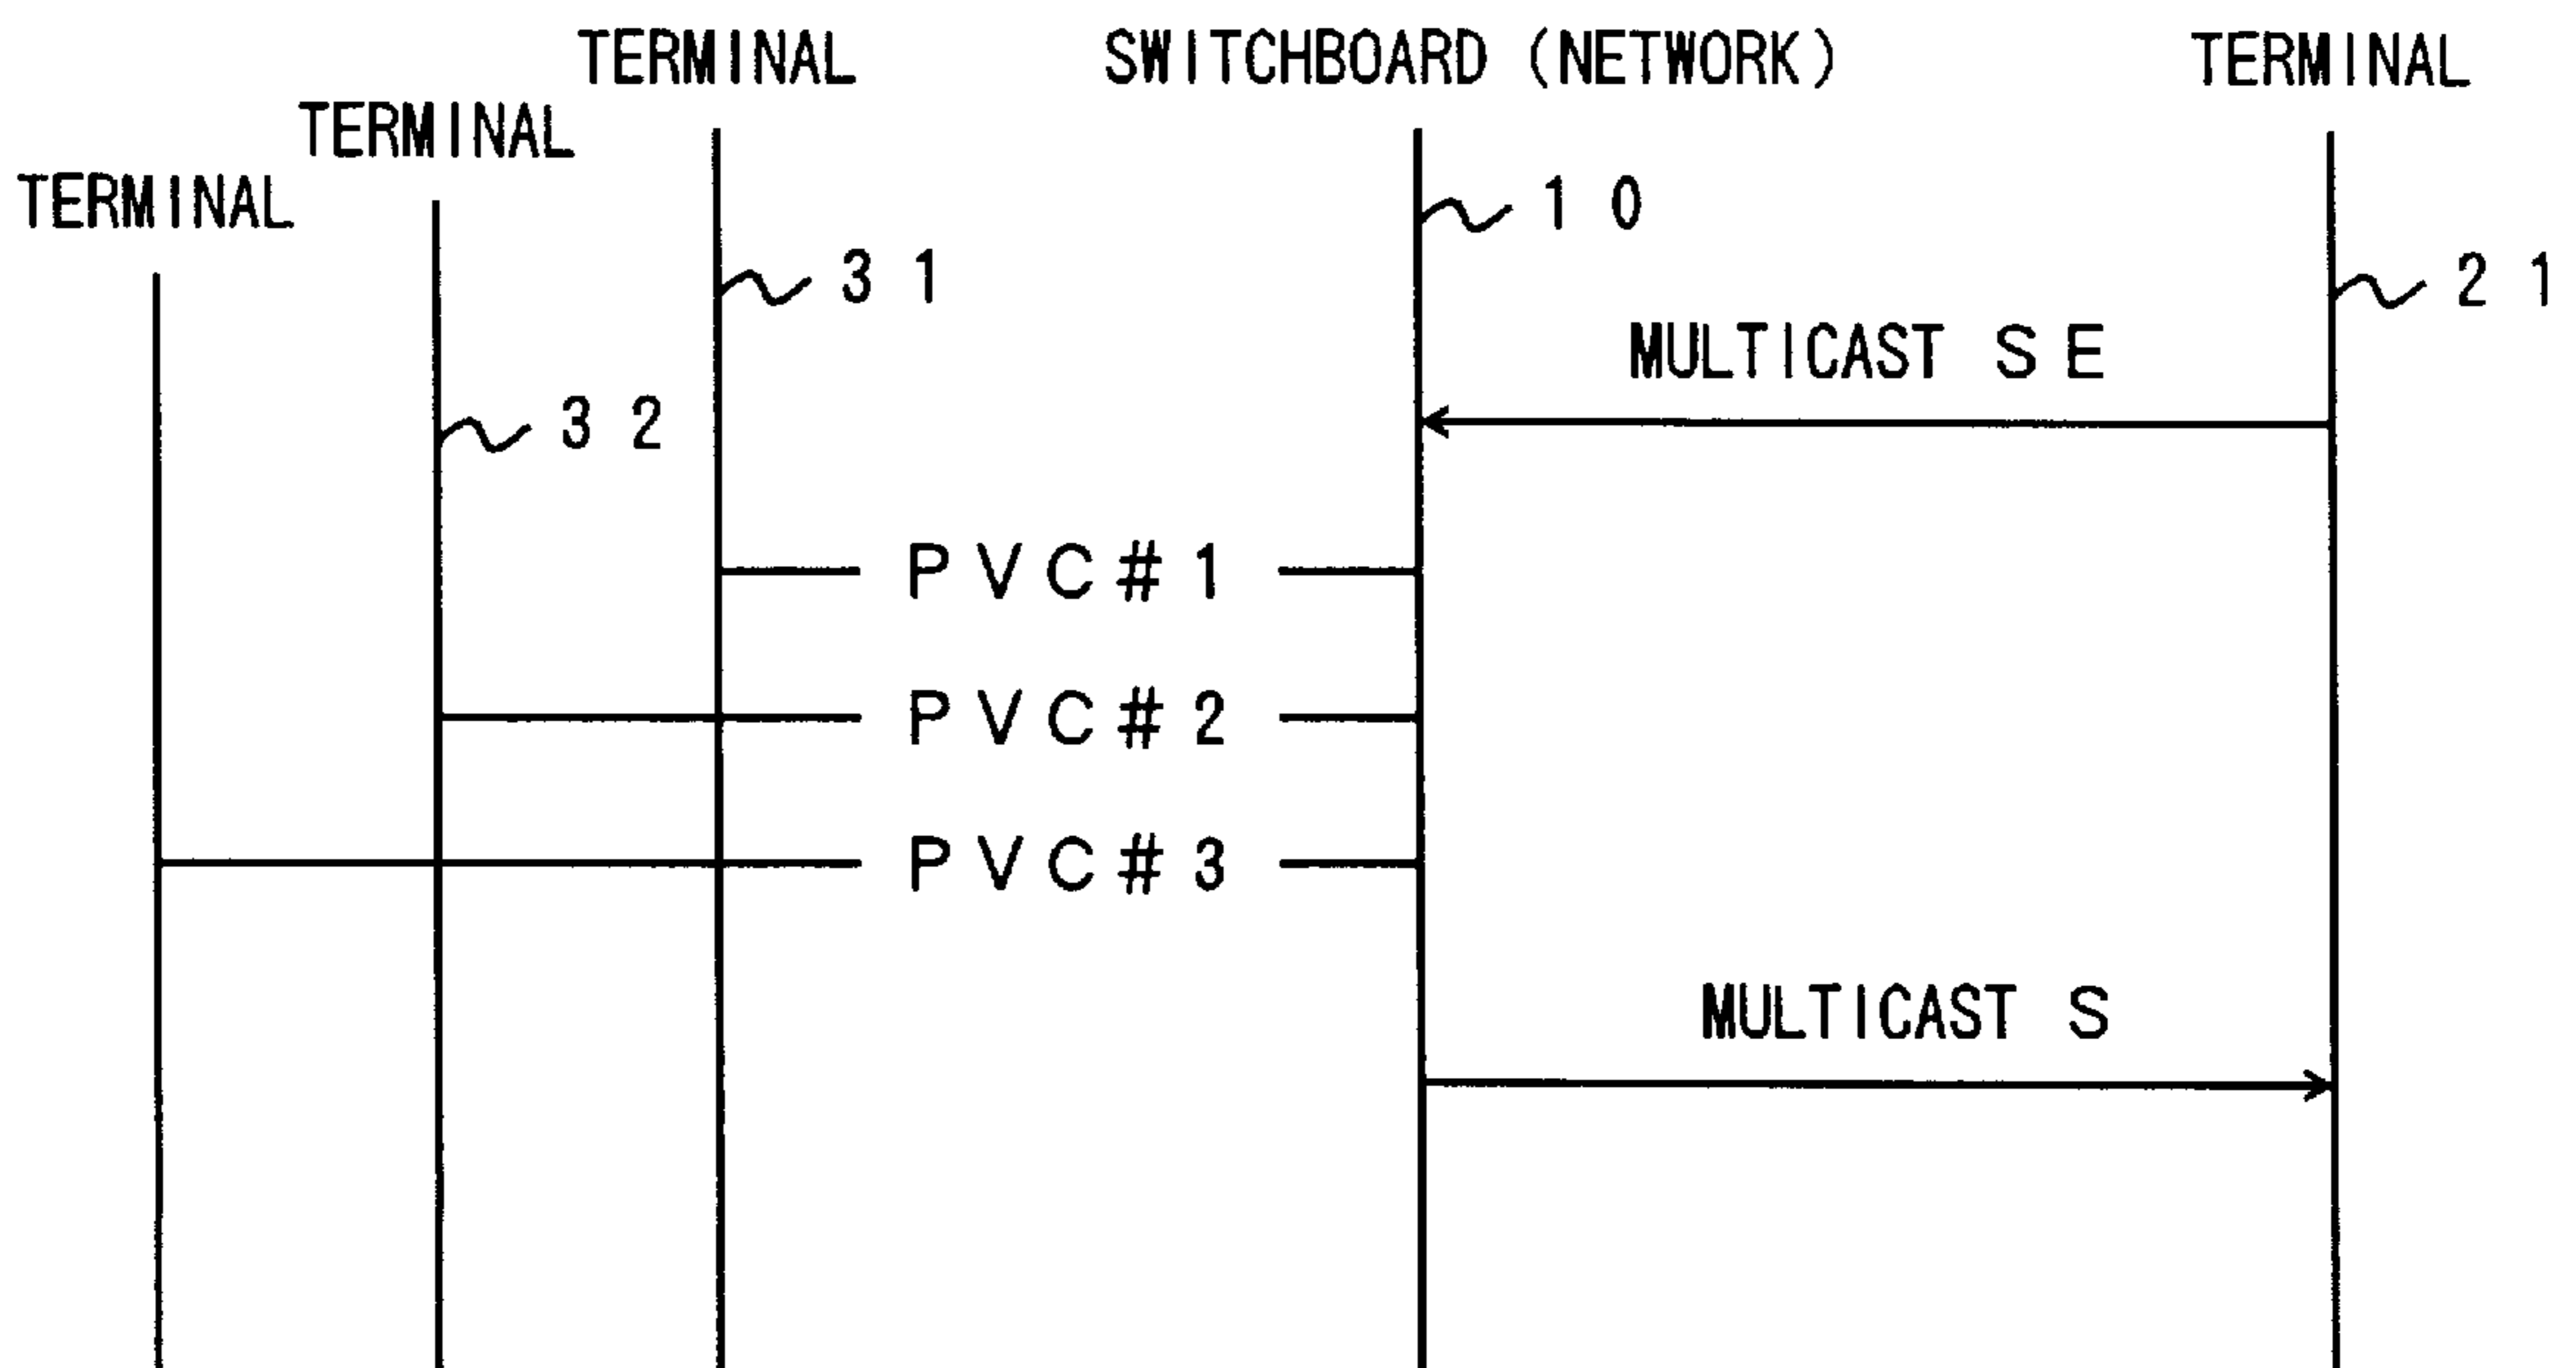 TERMINAL SWITCHBOARD (NETWORK) TERMINAL
TERMINAL
TERMINAL
10
31
21
MULTICAST SE
32
PVC#1
PVC#2
PVC#3
MULTICAST S